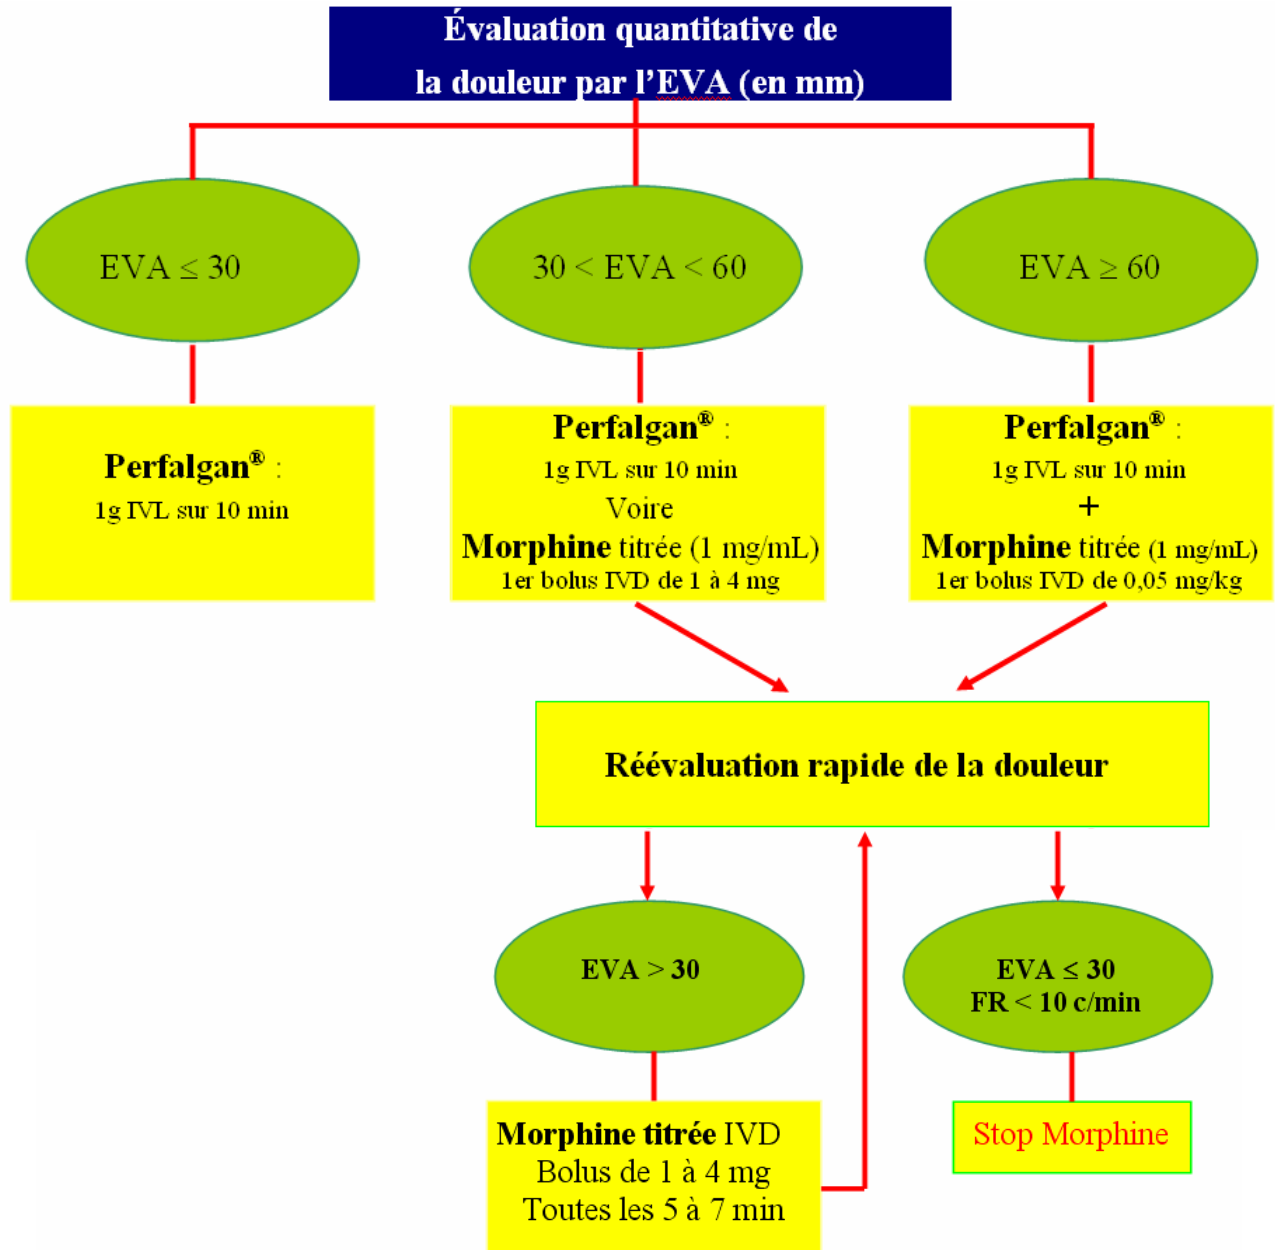 Évaluation quantitative de
la douleur par l’EVA (en mm)
EVA ≤ 30
30 < EVA < 60
EVA ≥ 60
Perfalgan® :
1g IVL sur 10 min
Perfalgan® :
1g IVL sur 10 min
Voire
Morphine titrée (1 mg/mL)
1er bolus IVD de 1 à 4 mg
Perfalgan® :
1g IVL sur 10 min
+
Morphine titrée (1 mg/mL)
1er bolus IVD de 0,05 mg/kg
Réévaluation rapide de la douleur
EVA > 30
EVA ≤ 30
FR < 10 c/min
Morphine titrée IVD
Bolus de 1 à 4 mg
Toutes les 5 à 7 min
Stop Morphine